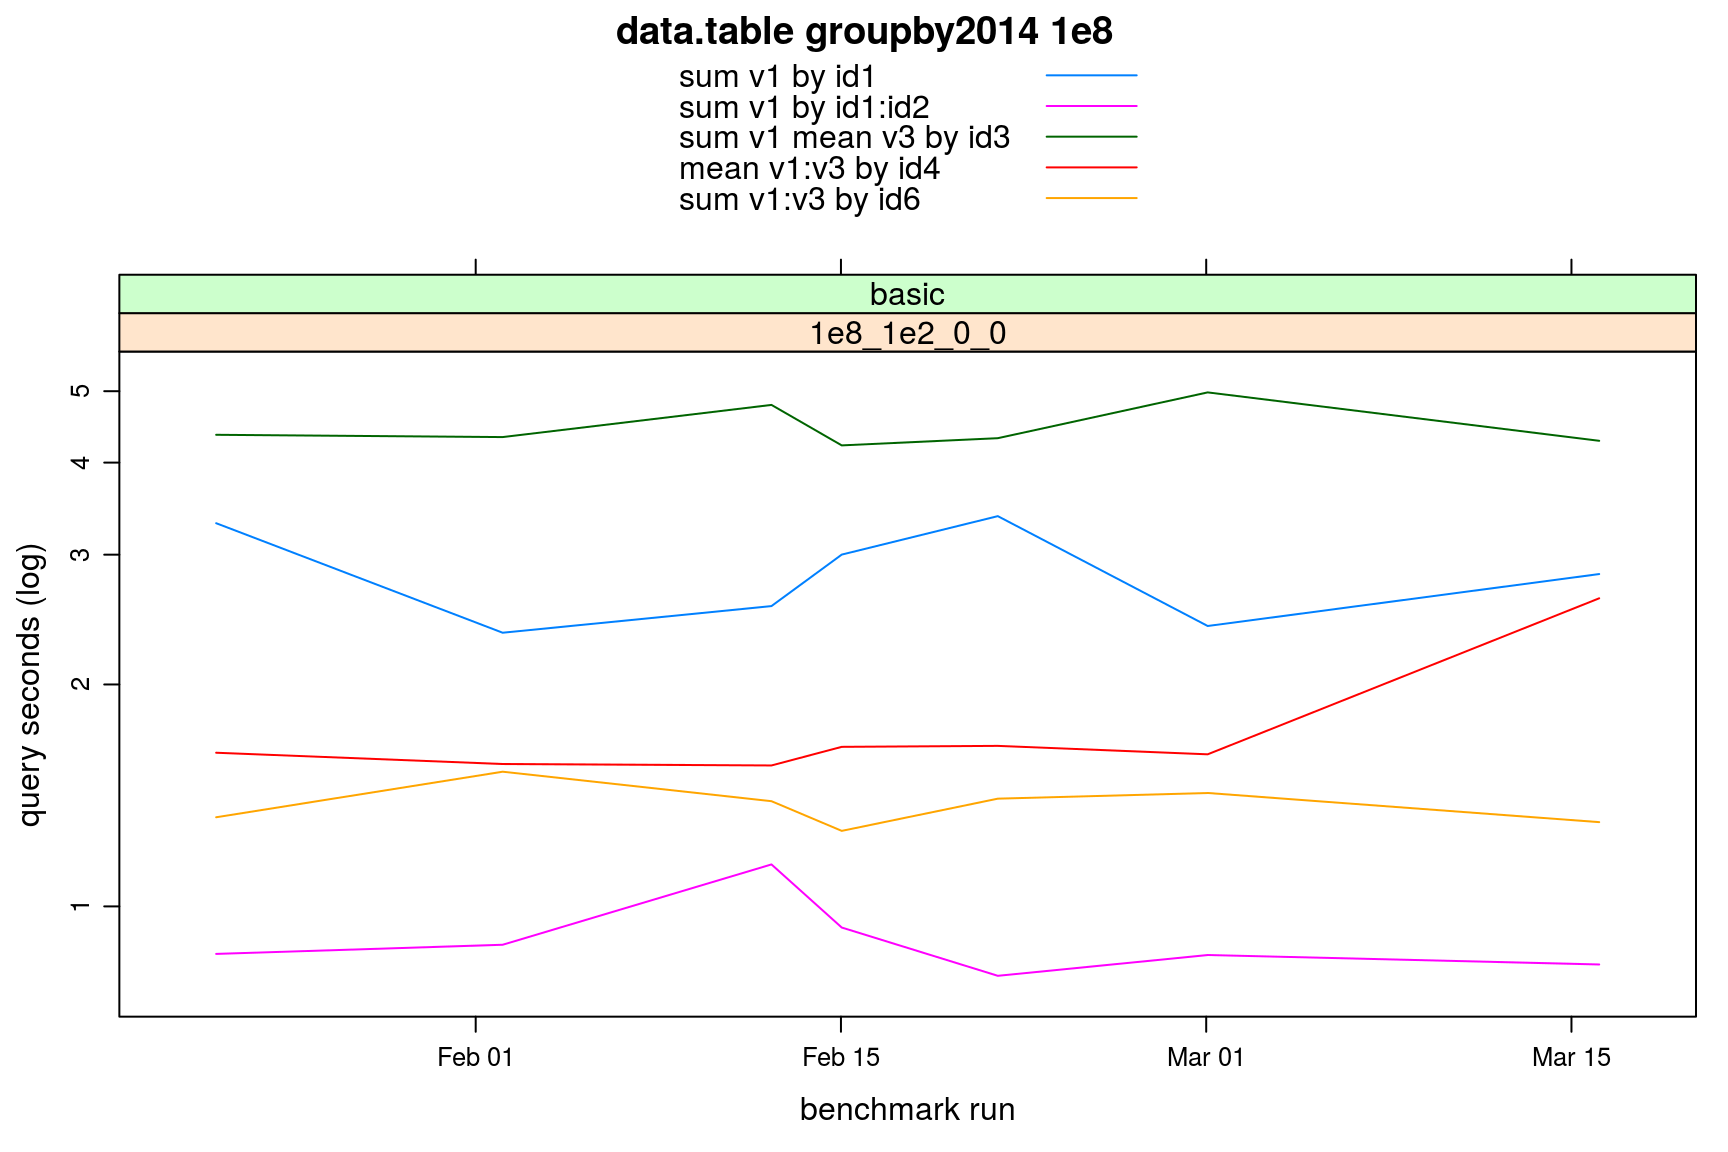 data.table groupby2014 1e8
sum v1 by id1
sum v1 by id1:id2
sum v1 mean v3 by id3
mean v1:v3 by id4
sum v1:v3 by id6
basic
1e8_1e2_0_0
5
4
3
2
1
query seconds (log)
Feb 01
Feb 15
Mar 01
Mar 15
benchmark run